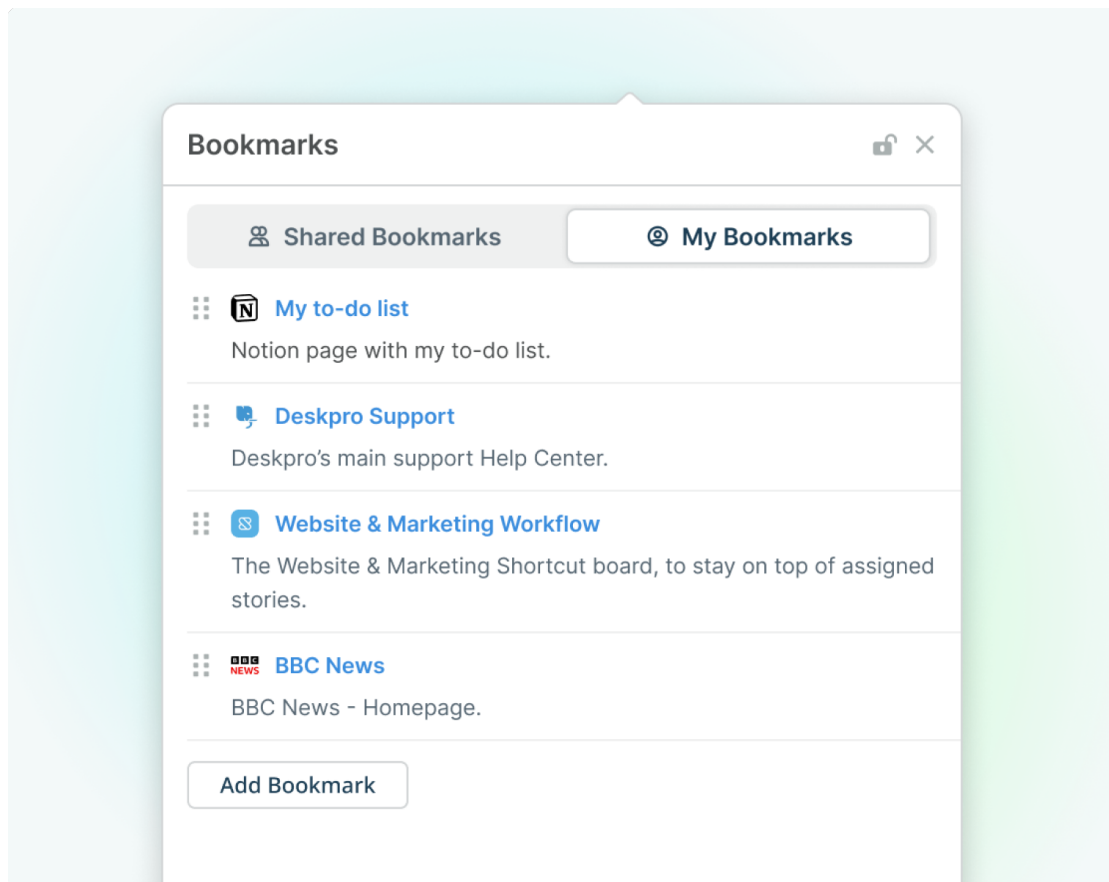 Bookmarks
Shared Bookmarks
My Bookmarks
N
My to-do list
Notion page with my to-do list.
Deskpro Support
Deskpro’s main support Help Center.
Website & Marketing Workflow
The Website & Marketing Shortcut board, to stay on top of assigned
stories.
BBC
NEWS
BBC News
BBC News - Homepage.
Add Bookmark